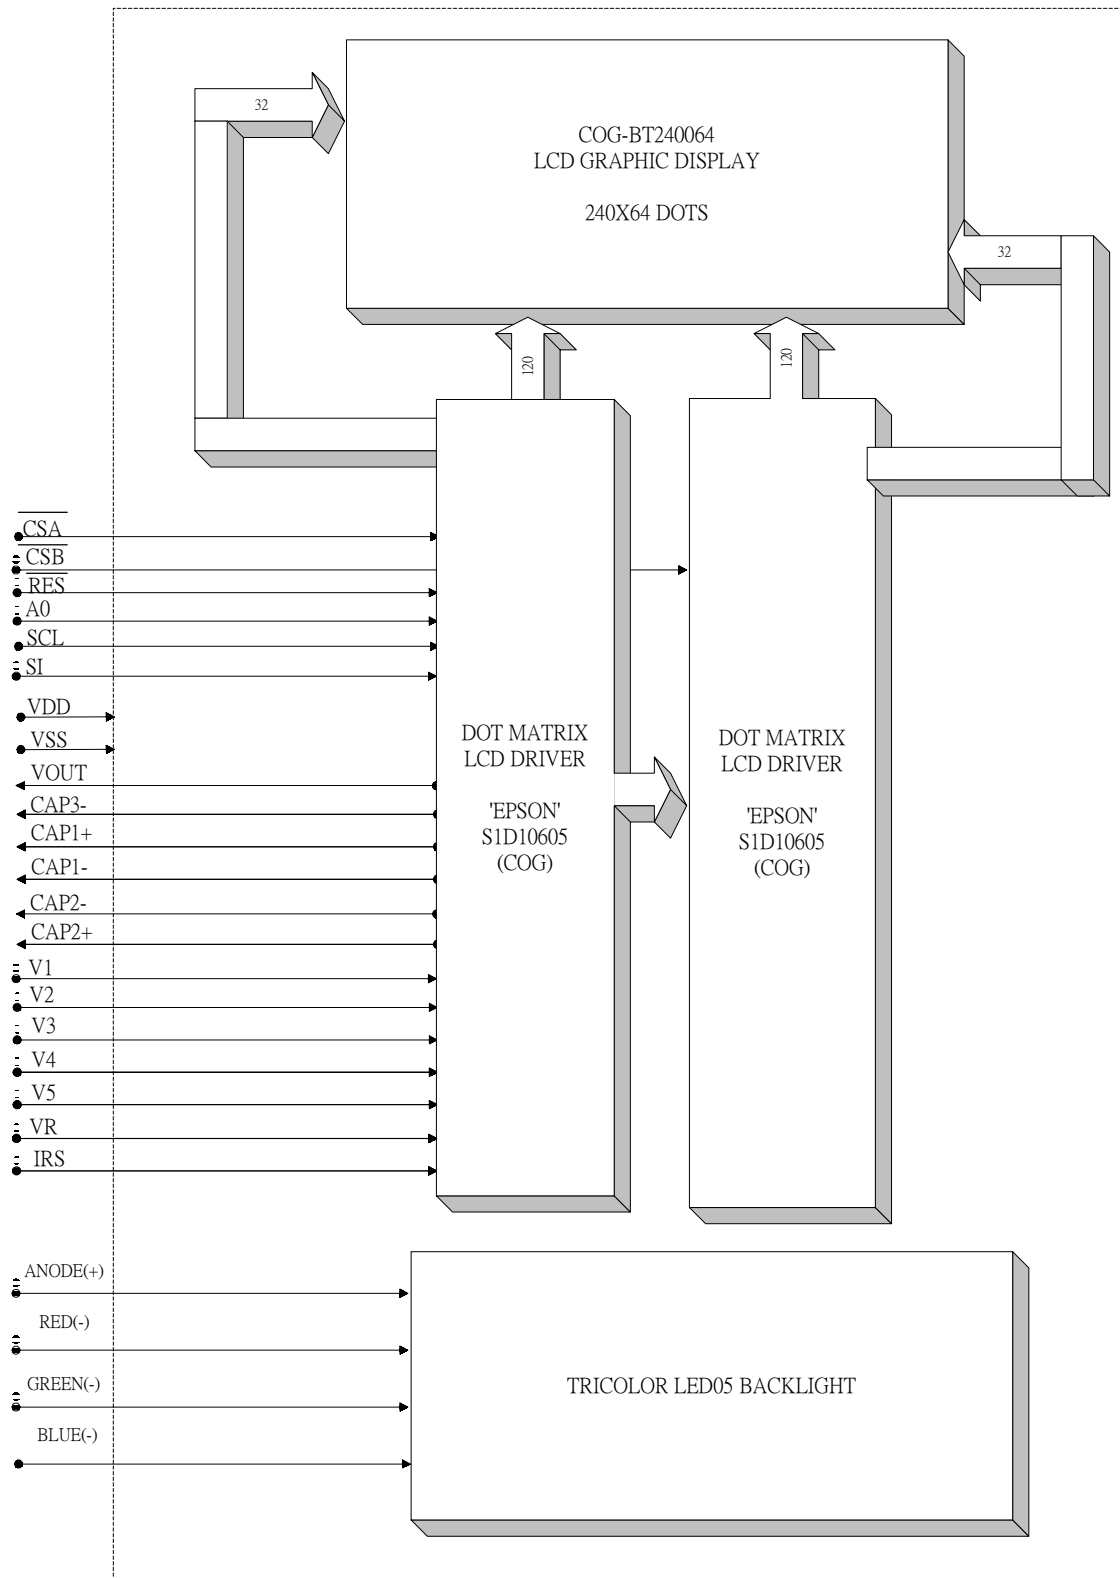 32
COG-BT240064
LCD GRAPHIC DISPLAY
240X64 DOTS
32
120
120
CSA
CSB
RES
A0
SCL
SI
VDD
VSS
VOUT
CAP3-
CAP1+
CAP1-
CAP2-
CAP2+
V1
V2
V3
V4
V5
VR
IRS
DOT MATRIX
LCD DRIVER
'EPSON'
S1D10605
(COG)
DOT MATRIX
LCD DRIVER
'EPSON'
S1D10605
(COG)
ANODE(+)
RED(-)
GREEN(-)
BLUE(-)
TRICOLOR LED05 BACKLIGHT